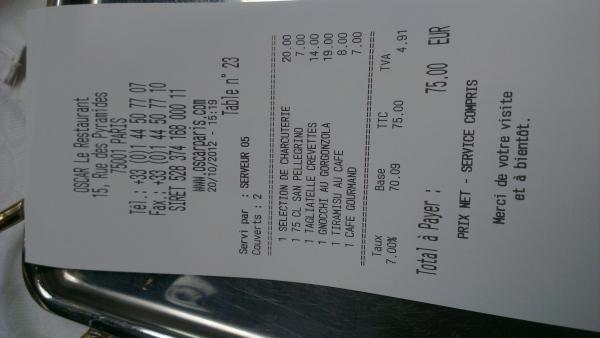 OSCAR Le Restaurant
15, Rue des Pyramides
75001 PARIS
Tél.: +33 (0)1 44 50 77 07
Fax.: +33 (0)1 44 50 77 10
SIRET 528 374 168 000 11
www.oscarparis.com
20/10/2012 - 15:19
Table n° 23
Servi par : SERVEUR 05
Couverts : 2
1 SELECTION DE CHARCUTERIE 20.00
1 75 CL SAN PELLEGRINO 7.00
1 TAGLIATELLE CREVETTES 14.00
1 GNOCCHI AU GORGONZOLA 19.00
1 TIRAMISU AU CAFE 8.00
1 CAFE GOURMAND 7.00
Taux Base TTC TVA
7.00% 70.09 75.00 4.91
Total à Payer : 75.00 EUR
PRIX NET - SERVICE COMPRIS
Merci de votre visite
et à bientôt.